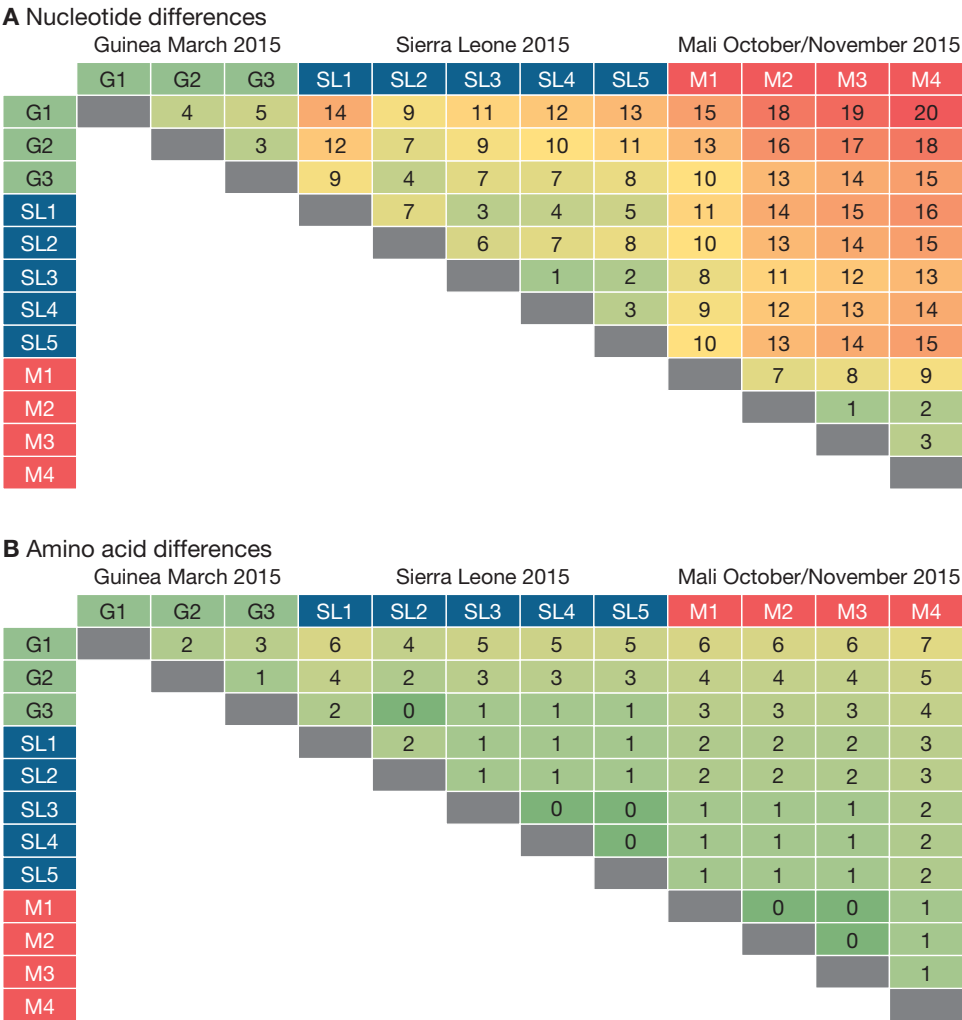 A Nucleotide differences
Guinea March 2015 Sierra Leone 2015 Mali October/November 2015
G1 G2 G3 SL1 SL2 SL3 SL4 SL5 M1 M2 M3 M4
G1 4 5 14 9 11 12 13 15 18 19 20
G2 3 12 7 9 10 11 13 16 17 18
G3 9 4 7 7 8 10 13 14 15
SL1 7 3 4 5 11 14 15 16
SL2 6 7 8 10 13 14 15
SL3 1 2 8 11 12 13
SL4 3 9 12 13 14
SL5 10 13 14 15
M1 7 8 9
M2 1 2
M3 3
M4
B Amino acid differences
Guinea March 2015 Sierra Leone 2015 Mali October/November 2015
G1 G2 G3 SL1 SL2 SL3 SL4 SL5 M1 M2 M3 M4
G1 2 3 6 4 5 5 5 6 6 6 7
G2 1 4 2 3 3 3 4 4 4 5
G3 2 0 1 1 1 3 3 3 4
SL1 2 1 1 1 2 2 2 3
SL2 1 1 1 2 2 2 3
SL3 0 0 1 1 1 2
SL4 0 1 1 1 2
SL5 1 1 1 2
M1 0 0 1
M2 0 1
M3 1
M4